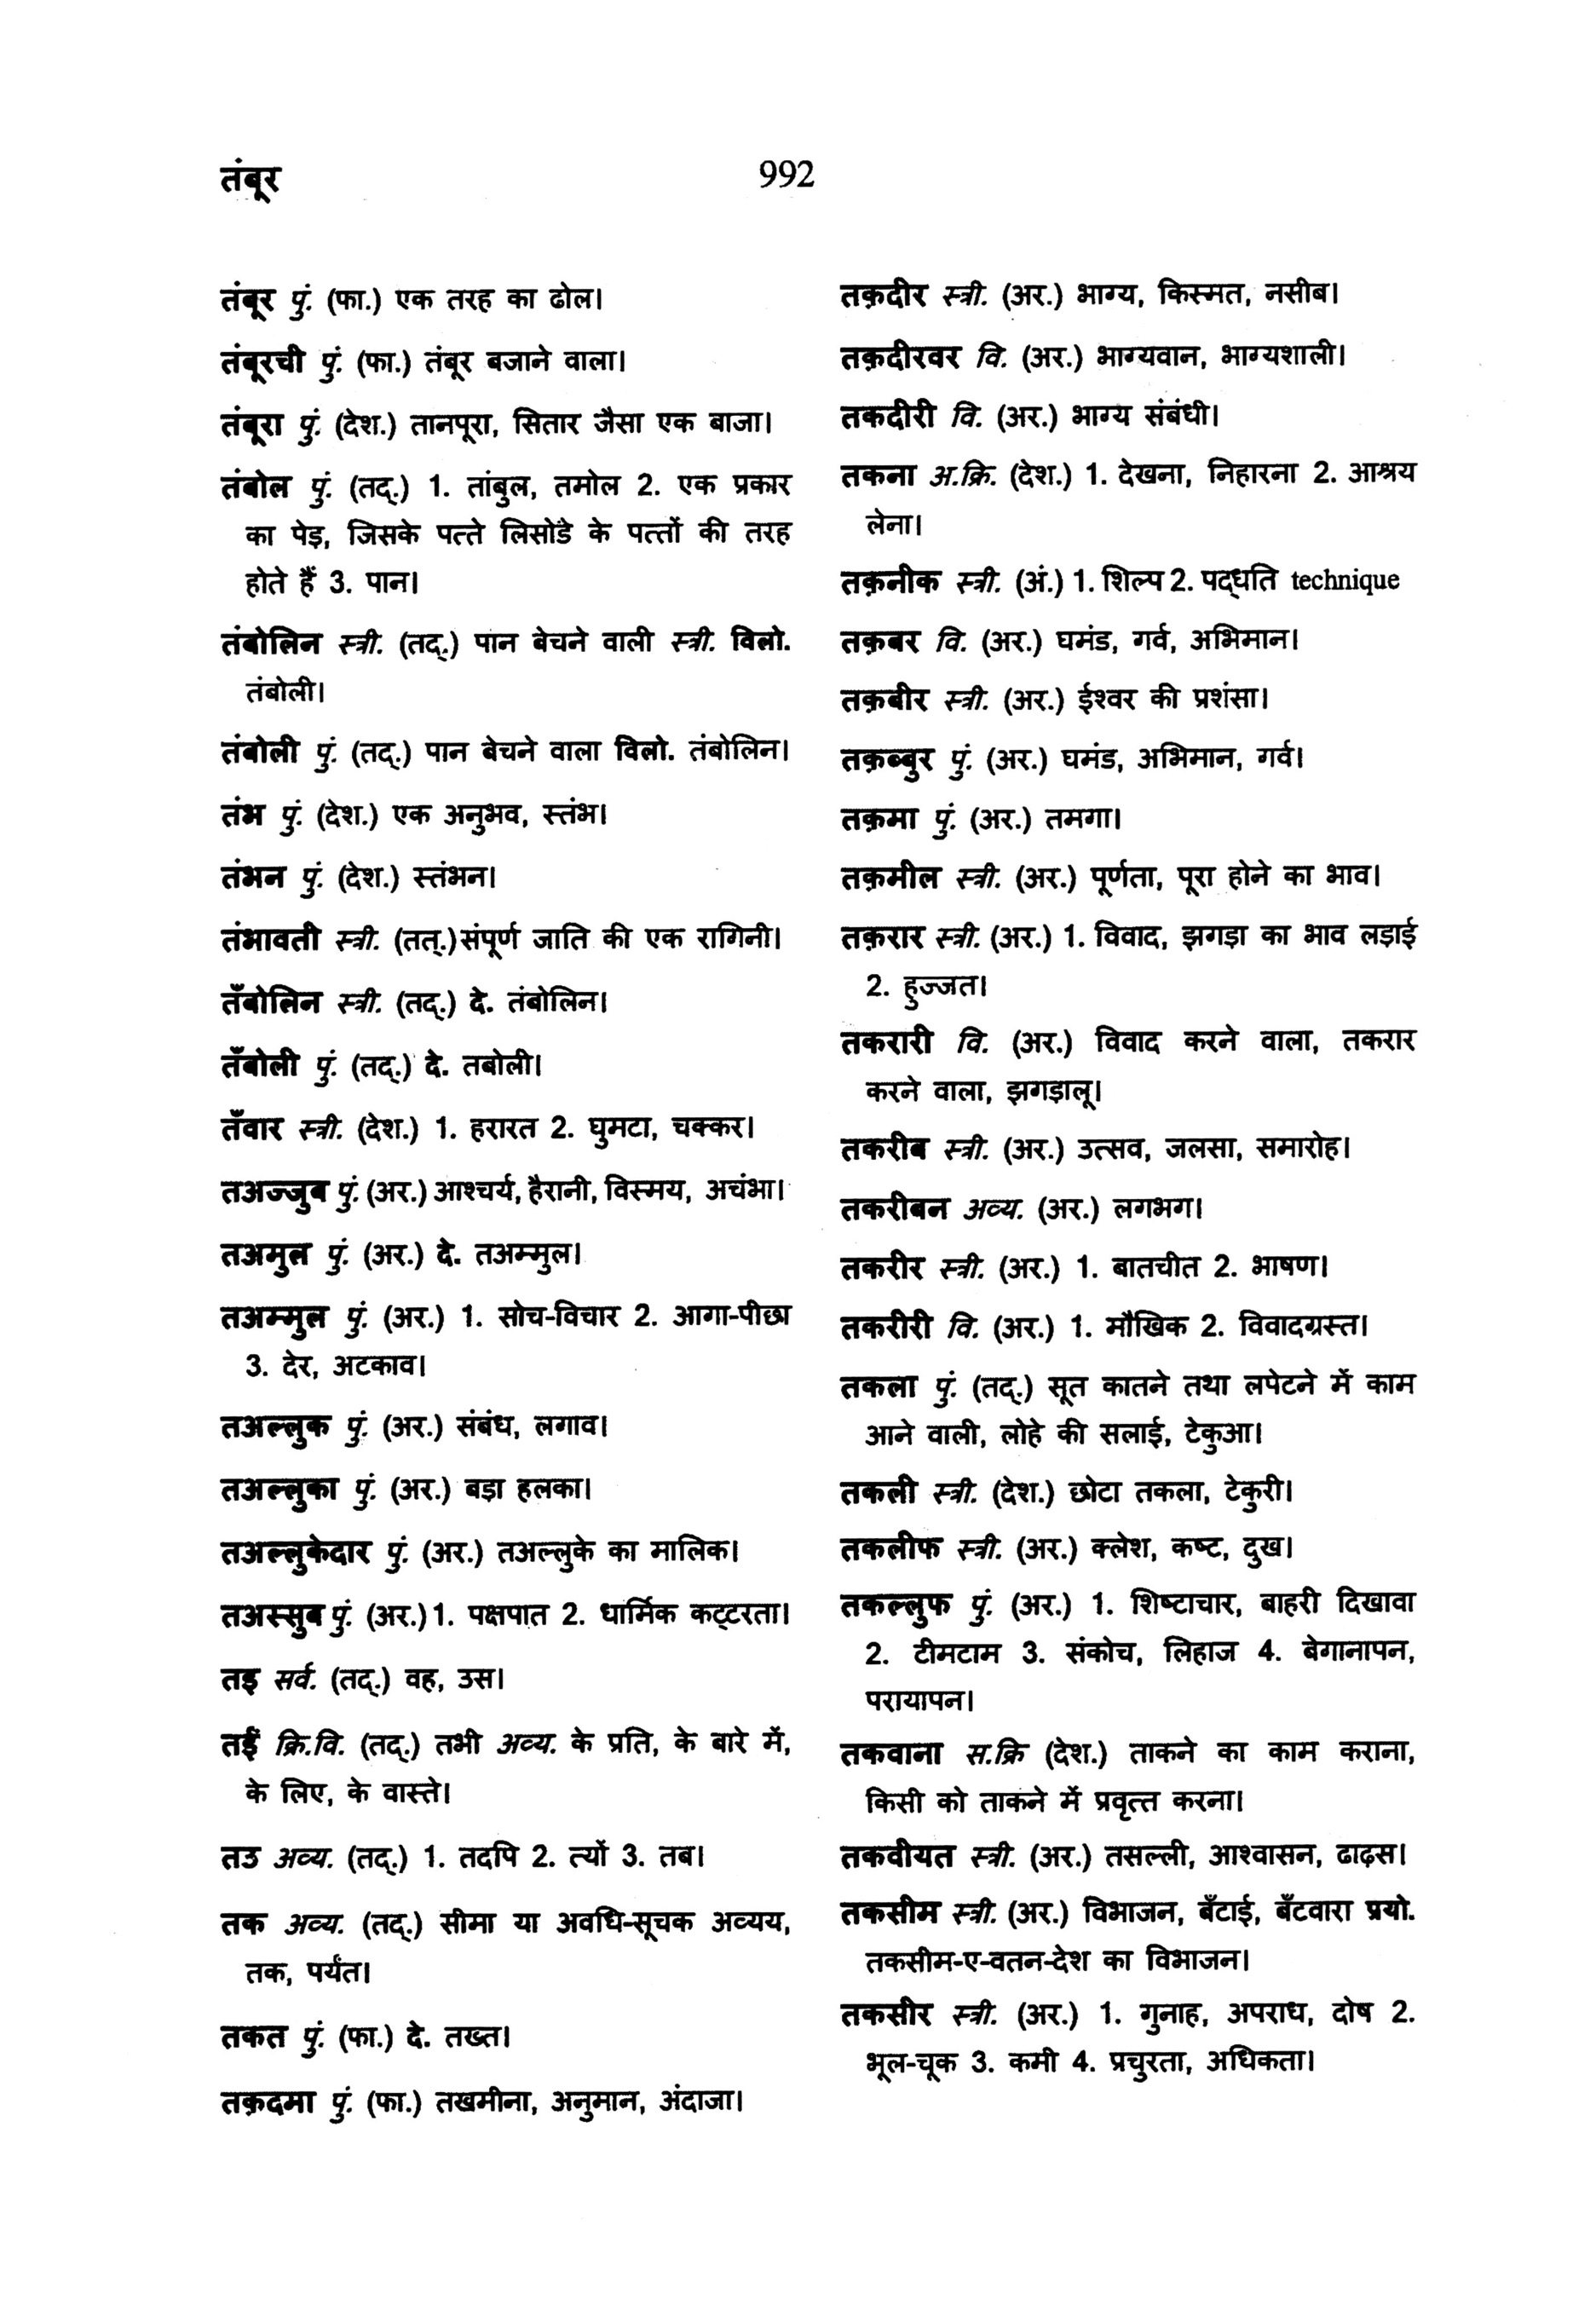 तंबूर
992
तंबूर पुं. (फा.) एक तरह का ढोल।
तंबूरची पुं. (फा.) तंबूर बजाने वाला।
तंबूरा पुं. (देश.) तानपूरा, सितार जैसा एक बाजा।
तंबोल पुं. (तद्.) 1. तांबुल, तमोल 2. एक प्रकार
का पेड़, जिसके पत्ते लिसोडे के पत्तों की तरह
होते हैं 3. पान।
तंबोलिन स्त्री. (तद्.) पान बेचने वाली स्त्री. विलो.
तंबोली।
तंबोली पुं. (तद्.) पान बेचने वाला विलो. तंबोलिन।
तंभ पुं. (देश.) एक अनुभव, स्तंभ।
तंभन पुं. (देश.) स्तंभन।
तंभावती स्त्री. (तत्.)संपूर्ण जाति की एक रागिनी।
तँबोलिन स्त्री. (तद्.) दे. तंबोलिन।
तँबोली पुं. (तद्.) दे. तबोली।
तँवार स्त्री. (देश.) 1. हरारत 2. घुमटा, चक्कर।
तअज्जुब पुं. (अर.) आश्चर्य, हैरानी, विस्मय, अचंभा।
तअमुल पुं. (अर.) दे. तअम्मुल।
तअम्मुल पुं. (अर.) 1. सोच-विचार 2. आगा-पीछा
3. देर, अटकाव।
तअल्लुक पुं. (अर.) संबंध, लगाव।
तअल्लुका पुं. (अर.) बड़ा हलका।
तअल्लुकेदार पुं. (अर.) तअल्लुके का मालिक।
तअस्सुब पुं. (अर.) 1. पक्षपात 2. धार्मिक कट्टरता।
तइ सर्व. (तद्.) वह, उस।
तईं क्रि.वि. (तद्.) तभी अव्य. के प्रति, के बारे में,
के लिए, के वास्ते।
तउ अव्य. (तद्.) 1. तदपि 2. त्यों 3. तब।
तक अव्य. (तद्.) सीमा या अवधि-सूचक अव्यय,
तक, पर्यंत।
तकत पुं. (फा.) दे. तख्त।
तक़दमा पुं. (फा.) तखमीना, अनुमान, अंदाजा।
तक़दीर स्त्री. (अर.) भाग्य, किस्मत, नसीब।
तक़दीरवर वि. (अर.) भाग्यवान, भाग्यशाली।
तकदीरी वि. (अर.) भाग्य संबंधी।
तकना अ.क्रि. (देश.) 1. देखना, निहारना 2. आश्रय
लेना।
तक़नीक स्त्री. (अं.) 1. शिल्प 2. पद्धति technique
तक़बर वि. (अर.) घमंड, गर्व, अभिमान।
तक़बीर स्त्री. (अर.) ईश्वर की प्रशंसा।
तक़ब्बुर पुं. (अर.) घमंड, अभिमान, गर्व।
तक़मा पुं. (अर.) तमगा।
तक़मील स्त्री. (अर.) पूर्णता, पूरा होने का भाव।
तक़रार स्त्री. (अर.) 1. विवाद, झगड़ा का भाव लड़ाई
2. हुज्जत।
तकरारी वि. (अर.) विवाद करने वाला, तकरार
करने वाला, झगड़ालू।
तकरीब स्त्री. (अर.) उत्सव, जलसा, समारोह।
तकरीबन अव्य. (अर.) लगभग।
तकरीर स्त्री. (अर.) 1. बातचीत 2. भाषण।
तकरीरी वि. (अर.) 1. मौखिक 2. विवादग्रस्त।
तकला पुं. (तद्.) सूत कातने तथा लपेटने में काम
आने वाली, लोहे की सलाई, टेकुआ।
तकली स्त्री. (देश.) छोटा तकला, टेकुरी।
तकलीफ स्त्री. (अर.) क्लेश, कष्ट, दुख।
तकल्लुफ पुं. (अर.) 1. शिष्टाचार, बाहरी दिखावा
2. टीमटाम 3. संकोच, लिहाज 4. बेगानापन,
परायापन।
तकवाना स.क्रि (देश.) ताकने का काम कराना,
किसी को ताकने में प्रवृत्त करना।
तकवीयत स्त्री. (अर.) तसल्ली, आश्वासन, ढाढ़स।
तकसीम स्त्री. (अर.) विभाजन, बँटाई, बँटवारा प्रयो.
तकसीम-ए-वतन-देश का विभाजन।
तकसीर स्त्री. (अर.) 1. गुनाह, अपराध, दोष 2.
भूल-चूक 3. कमी 4. प्रचुरता, अधिकता।